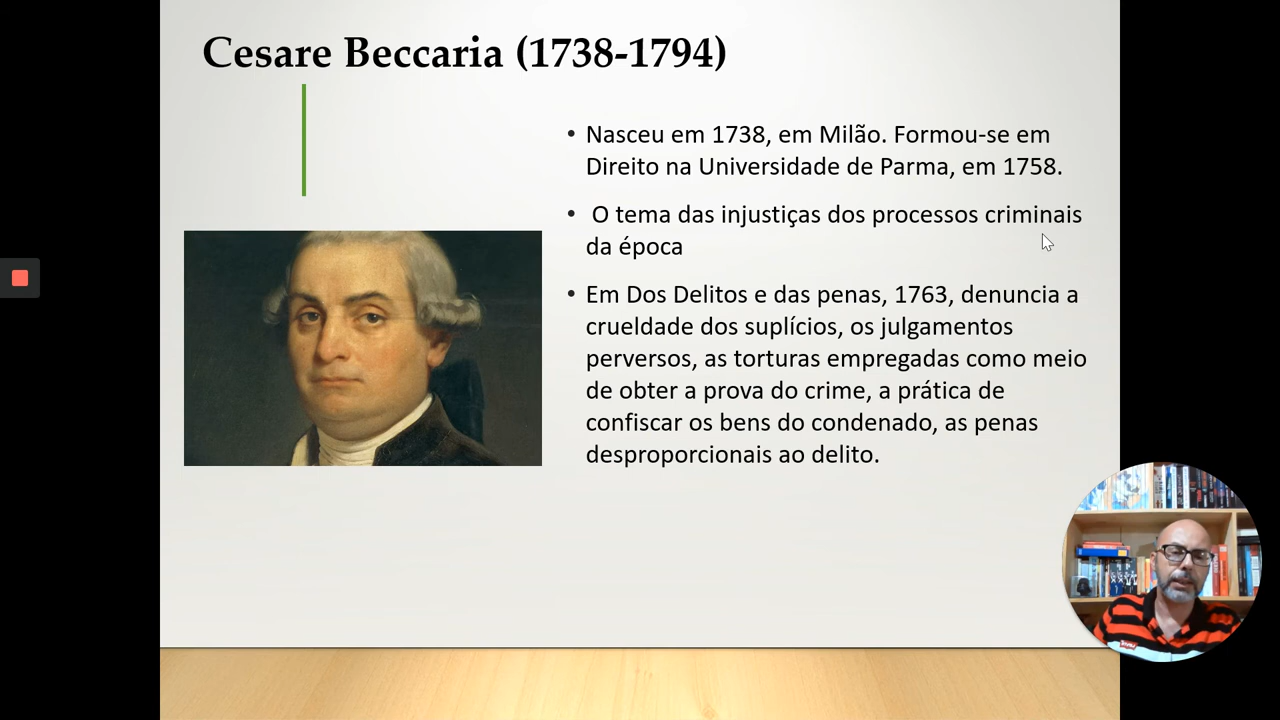 Cesare Beccaria (1738-1794)
• Nasceu em 1738, em Milão. Formou-se em
Direito na Universidade de Parma, em 1758.
• O tema das injustiças dos processos criminais
da época
• Em Dos Delitos e das penas, 1763, denuncia a
crueldade dos suplícios, os julgamentos
perversos, as torturas empregadas como meio
de obter a prova do crime, a prática de
confiscar os bens do condenado, as penas
desproporcionais ao delito.